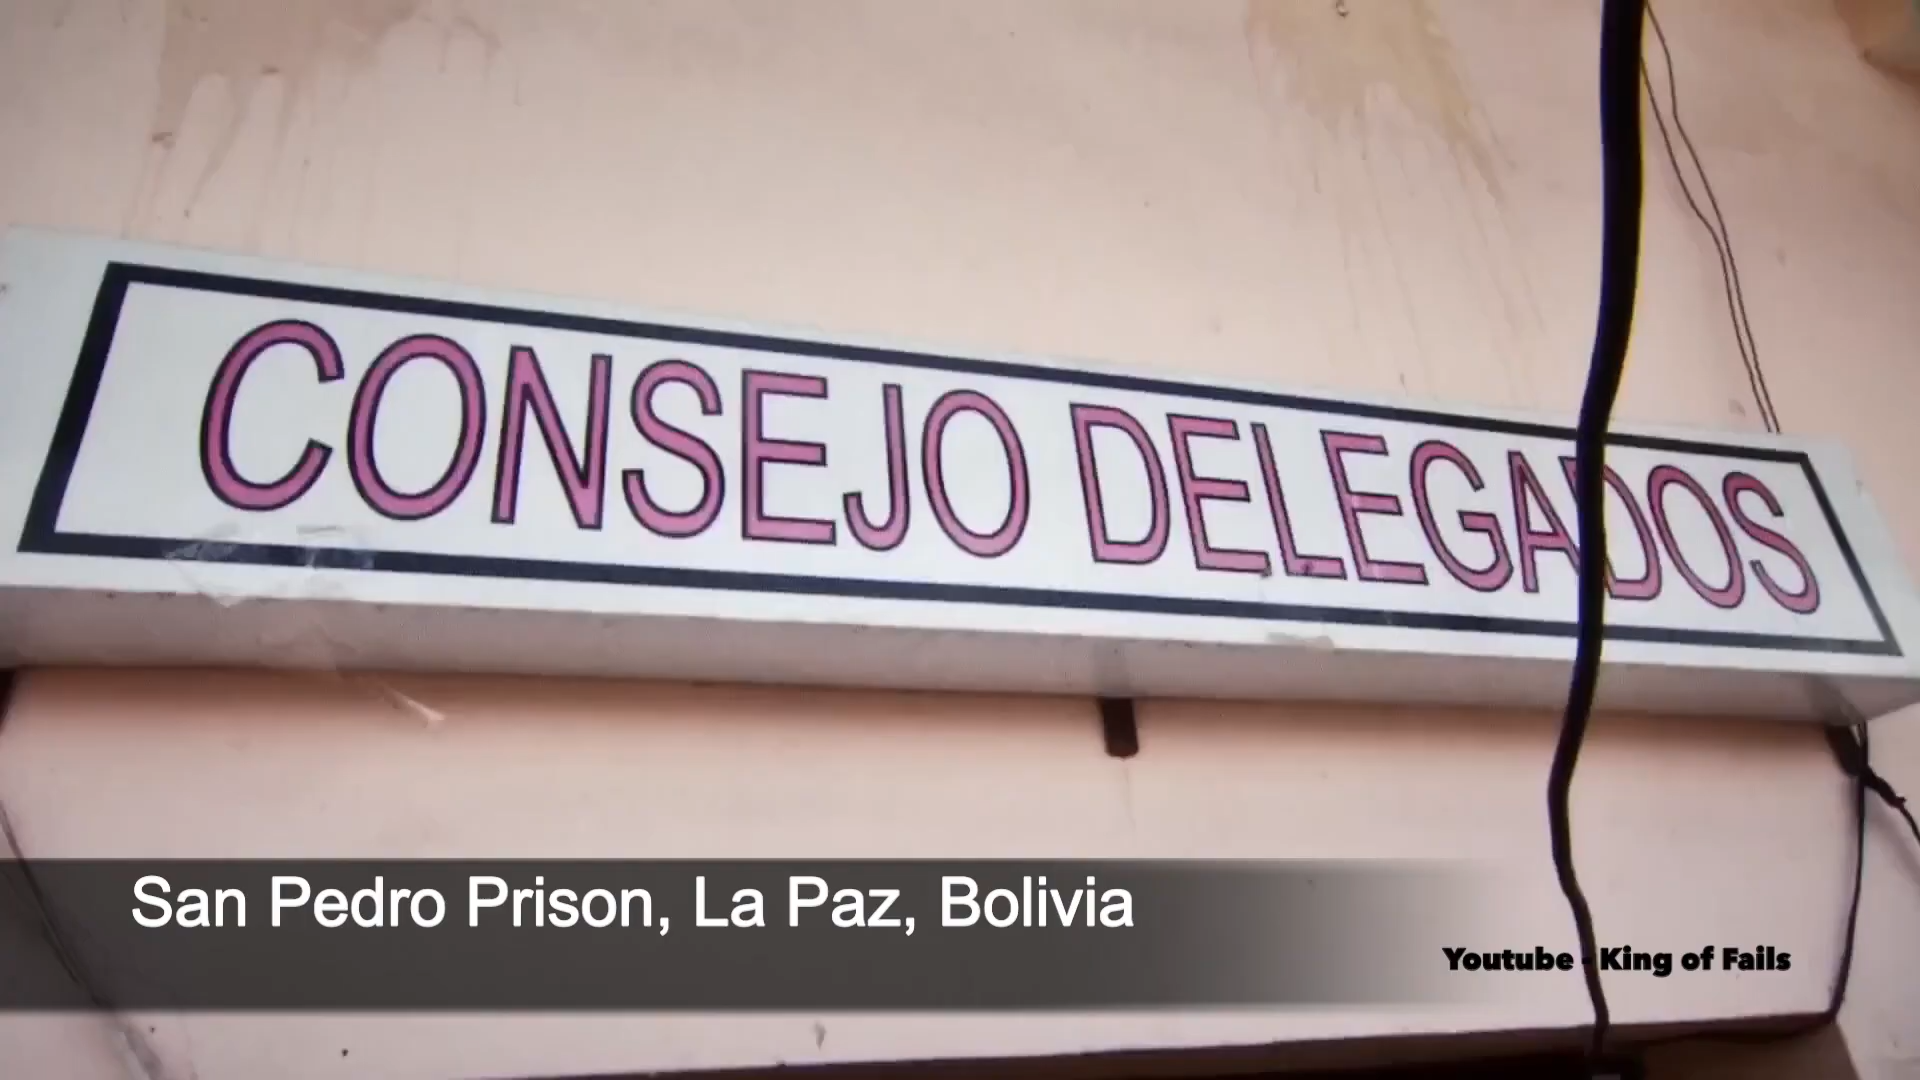 CONSEJO DELEGADOS
San Pedro Prison, La Paz, Bolivia
Youtube - King of Fails